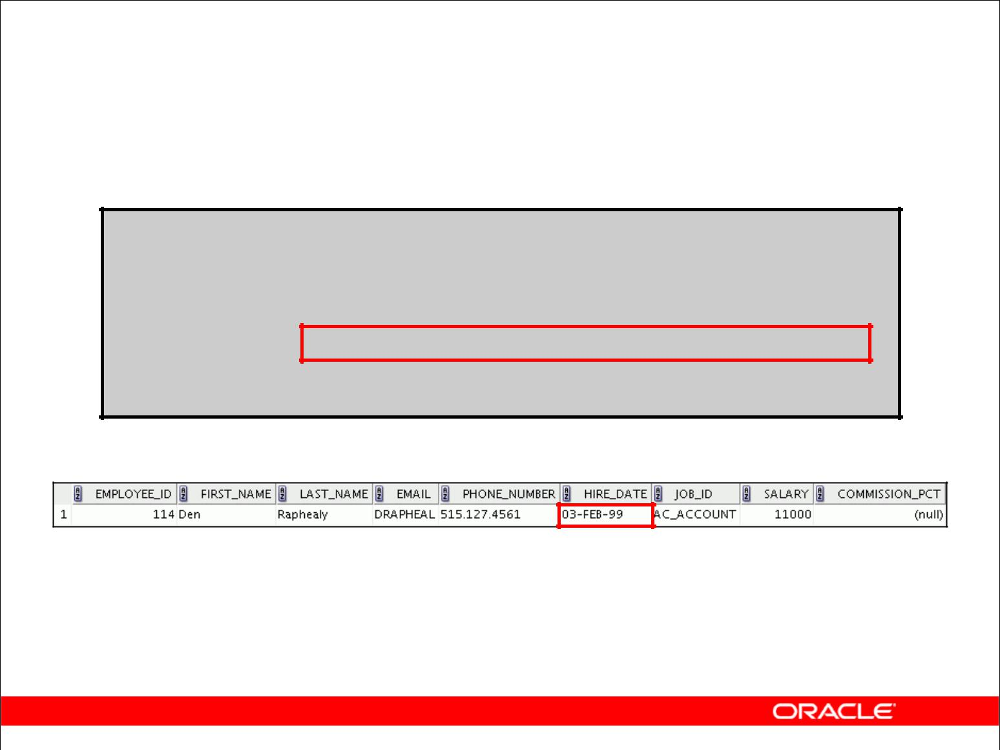 EMPLOYEE_ID FIRST_NAME LAST_NAME EMAIL PHONE_NUMBER HIRE_DATE JOB_ID SALARY COMMISSION_PCT
1 114 Den Raphealy DRAPHEAL 515.127.4561 03-FEB-99 AC_ACCOUNT 11000 (null)
ORACLE